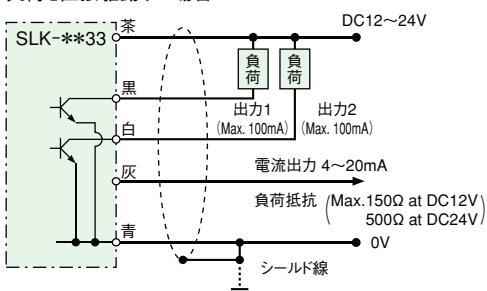 DC12～24V
茶
SLK-**33
負荷
負荷
黒
出力1
(Max. 100mA)
出力2
(Max. 100mA)
白
電流出力 4～20mA
灰
負荷抵抗 (Max.150Ω at DC12V
500Ω at DC24V)
青
0V
シールド線